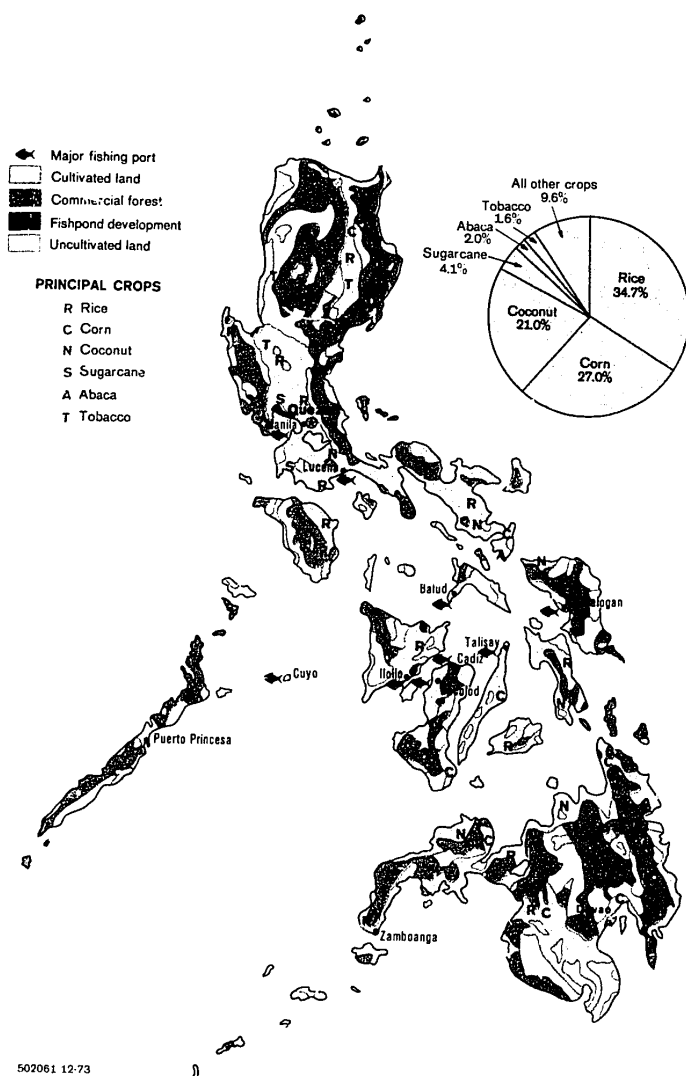 Major fishing port
Cultivated land
Commercial forest
Fishpond development
Uncultivated land
PRINCIPAL CROPS
R Rice
C Corn
N Coconut
S Sugarcane
A Abaca
T Tobacco
All other crops
9.6%
Tobacco
1.6%
Abaca
2.0%
Sugarcane
4.1%
Rice
34.7%
Coconut
21.0%
Corn
27.0%
C
R
T
T
T
R
S R
N
S Lucena
R
R
R
N
C
A
N
Balud
R
Talisay
Cadiz
Iloilo
R
C
Cuyo
R
C
Puerto Princesa
N
N
C
R
R C
C
Zamboanga
502061 12-73